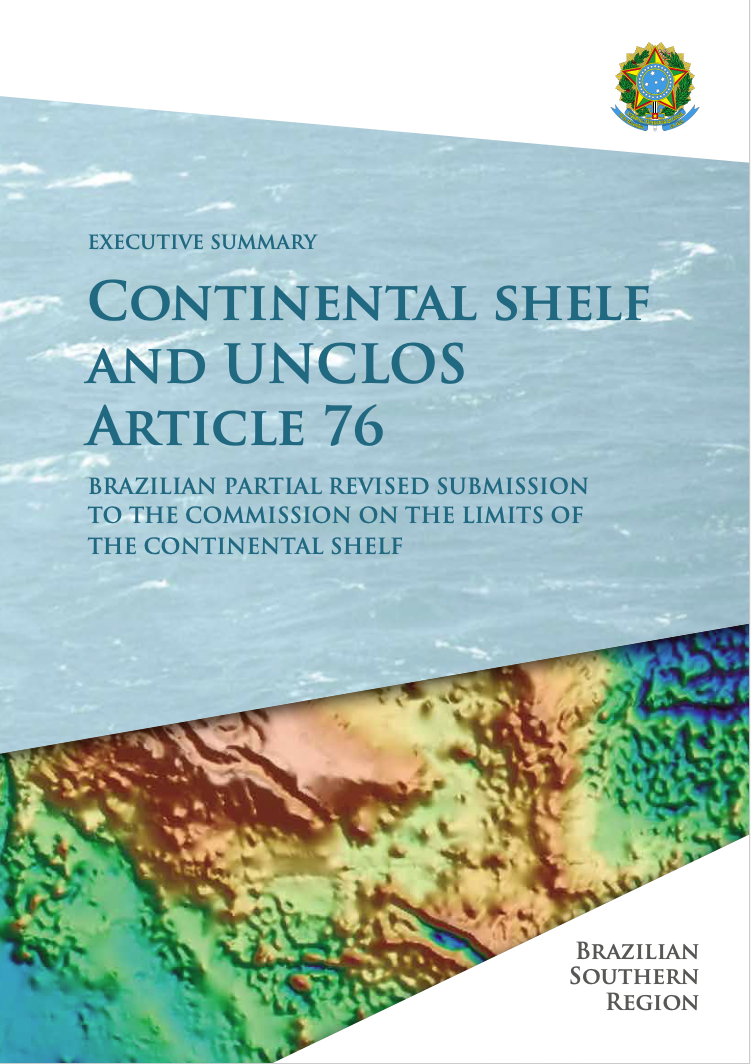 EXECUTIVE SUMMARY
CONTINENTAL SHELF
AND UNCLOS
ARTICLE 76
BRAZILIAN PARTIAL REVISED SUBMISSION
TO THE COMMISSION ON THE LIMITS OF
THE CONTINENTAL SHELF
BRAZILIAN
SOUTHERN
REGION